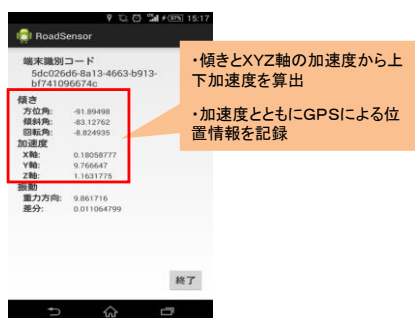 87% 15:17
RoadSensor
端末識別コード
5dc026d6-8a13-4663-b913-
bf741096674c
傾き
方位角: -91.89498
傾斜角: -83.12762
回転角: -8.824935
加速度
X軸: 0.18058777
Y軸: 9.766647
Z軸: 1.1631775
振動
重力方向: 9.861716
差分: 0.011064799
終了
・傾きとXYZ軸の加速度から上
下加速度を算出
・加速度とともにGPSによる位
置情報を記録